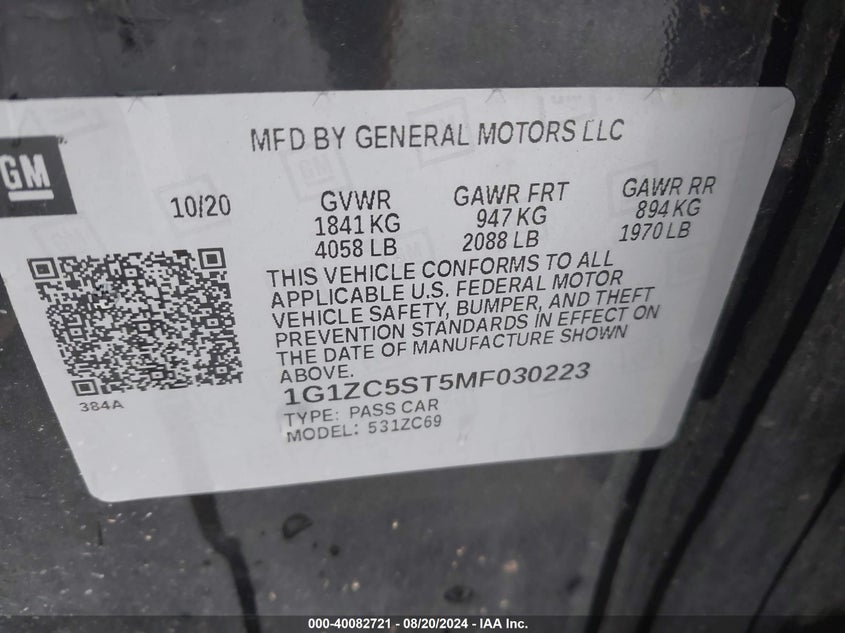 MFD BY GENERAL MOTORS LLC
GM
10/20
GVWR
1841 KG
4058 LB
GAWR FRT
947 KG
2088 LB
GAWR RR
894 KG
1970 LB
THIS VEHICLE CONFORMS TO ALL
APPLICABLE U.S. FEDERAL MOTOR
VEHICLE SAFETY, BUMPER, AND THEFT
PREVENTION STANDARDS IN EFFECT ON
THE DATE OF MANUFACTURE SHOWN
ABOVE.
1G1ZC5ST5MF030223
384A
TYPE: PASS CAR
MODEL: 531ZC69
000-40082721 | 08/20/2024 - IAA Inc.